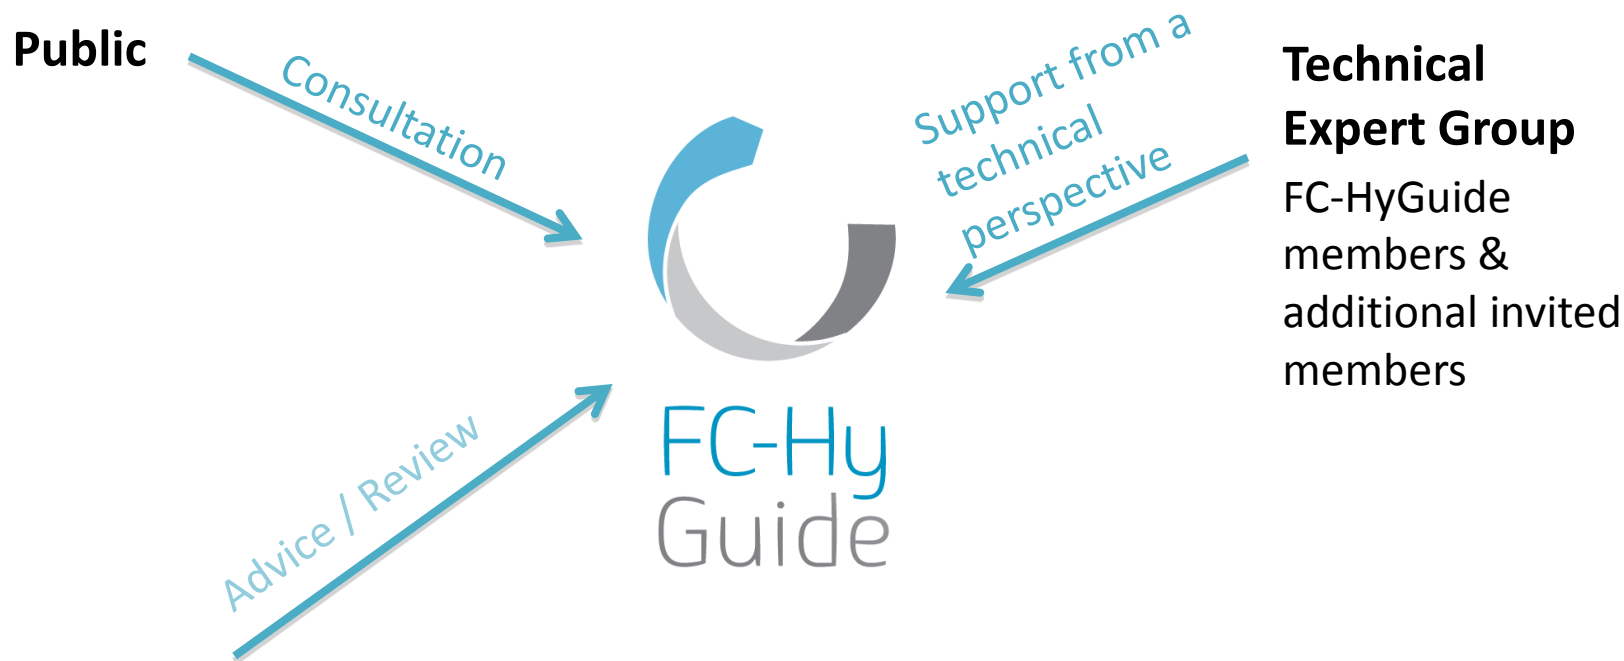 Public
Consultation
Support from a
technical
perspective
Technical
Expert Group
FC-HyGuide
members &
additional invited
members
Advice / Review
FC-Hy
Guide